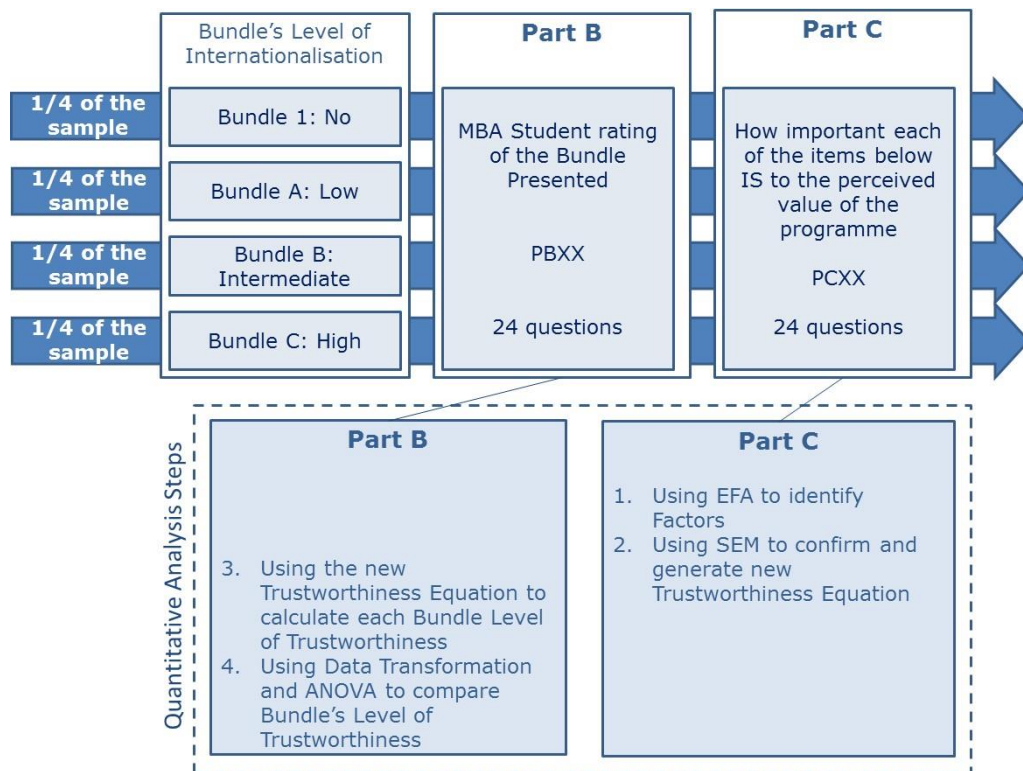 Bundle's Level of
Internationalisation
Part B
Part C
1/4 of the
sample
Bundle 1: No
1/4 of the
sample
Bundle A: Low
1/4 of the
sample
Bundle B:
Intermediate
1/4 of the
sample
Bundle C: High
MBA Student rating
of the Bundle
Presented
PBXX
24 questions
How important each
of the items below
IS to the perceived
value of the
programme
PCXX
24 questions
Quantitative Analysis Steps
Part B
3. Using the new
Trustworthiness Equation to
calculate each Bundle Level
of Trustworthiness
4. Using Data Transformation
and ANOVA to compare
Bundle's Level of
Trustworthiness
Part C
1. Using EFA to identify
Factors
2. Using SEM to confirm and
generate new
Trustworthiness Equation